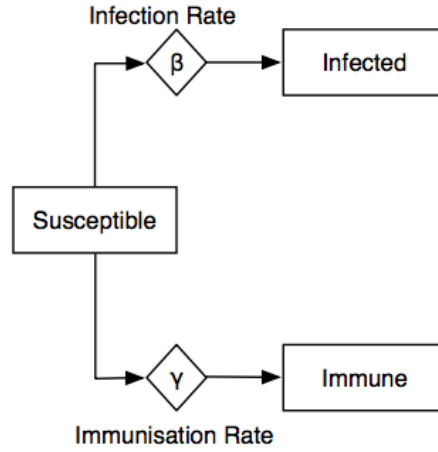 Infection Rate
β
Infected
Susceptible
γ
Immune
Immunisation Rate